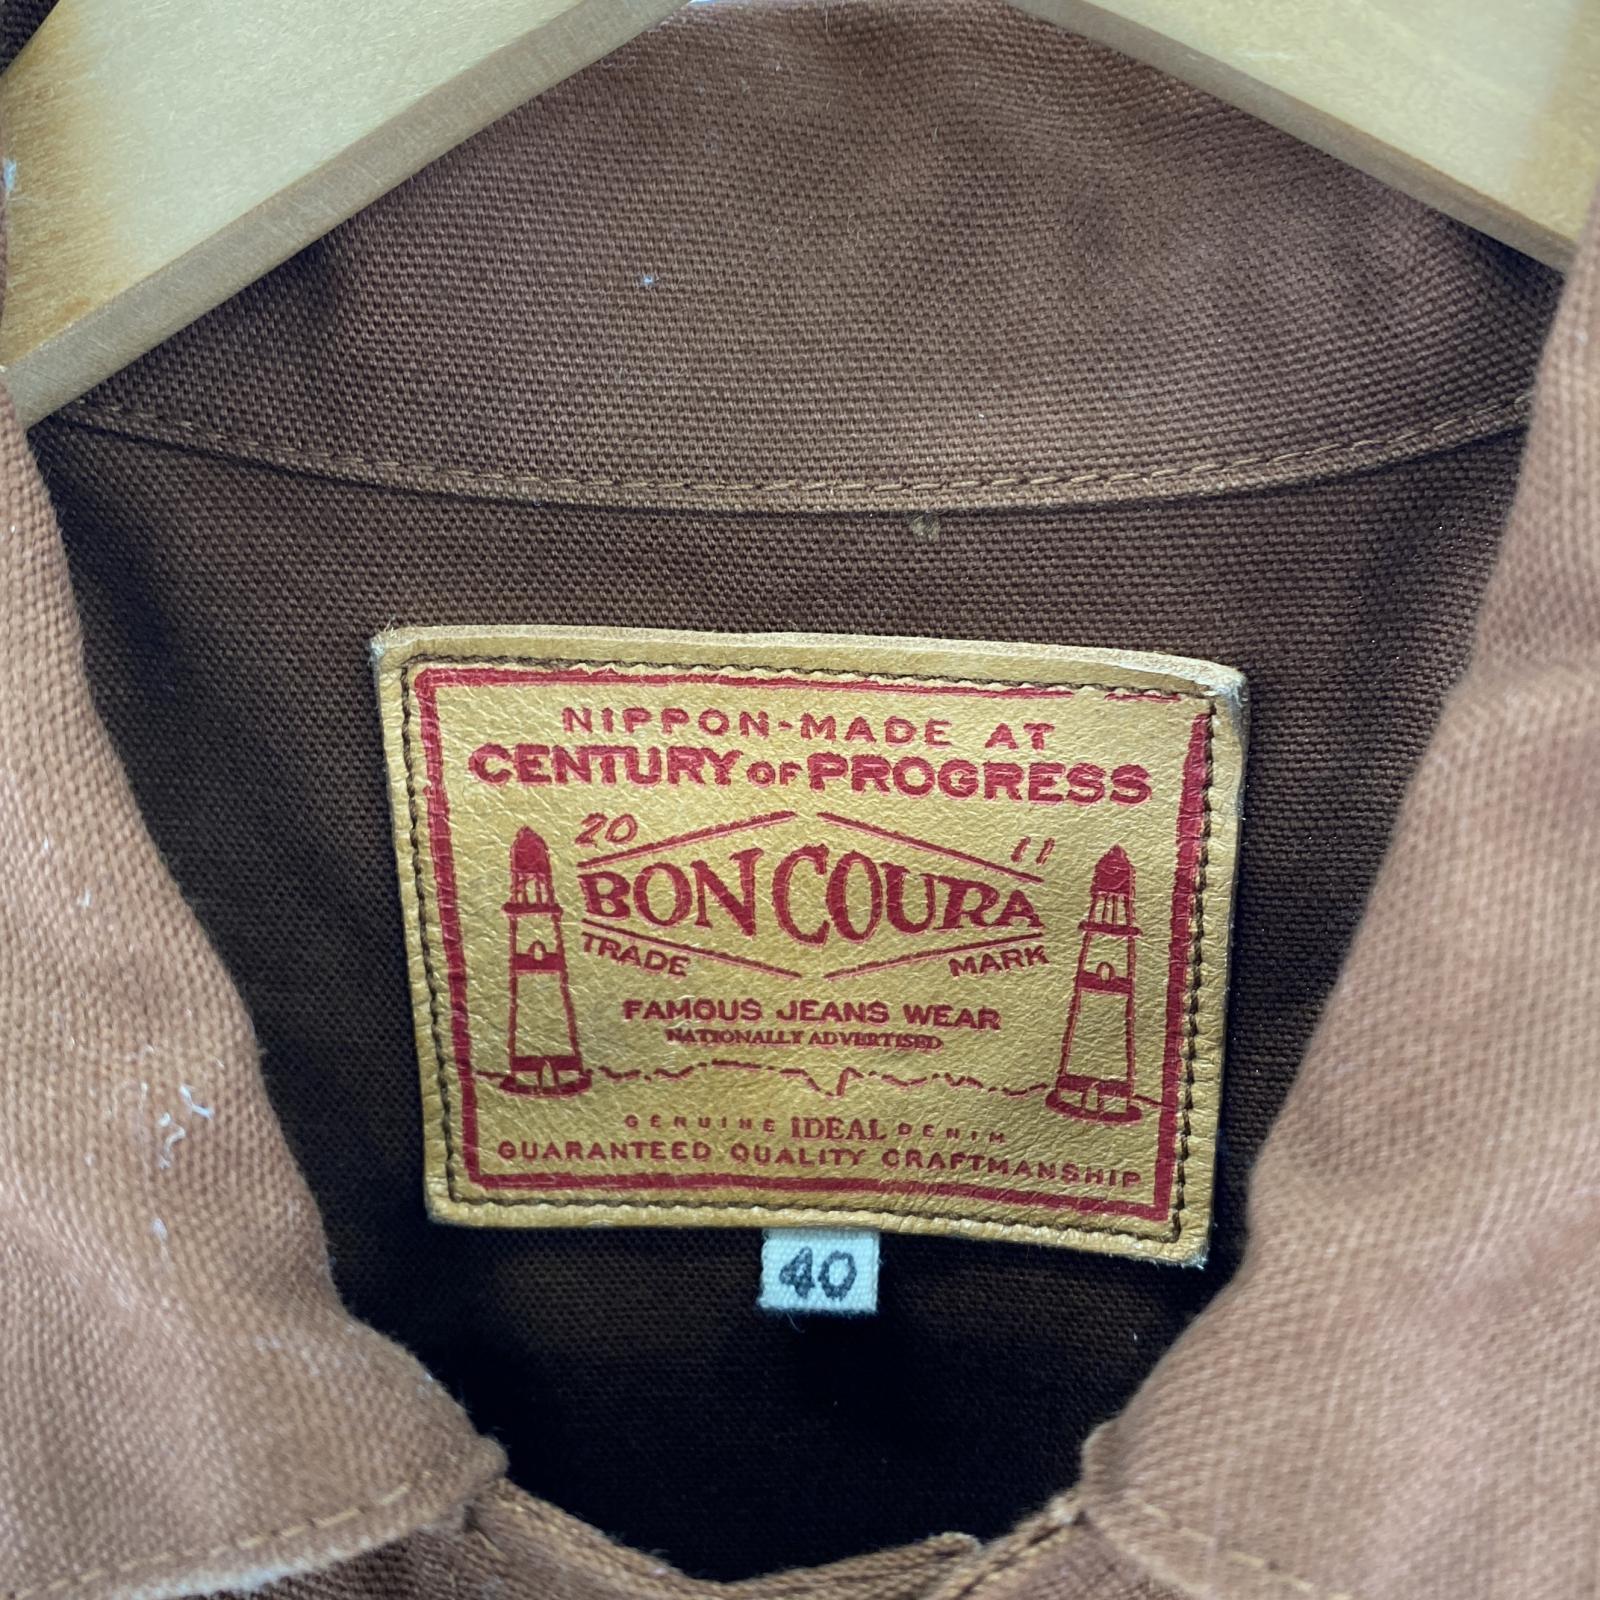 NIPPON-MADE AT
CENTURY OF PROGRESS
20 11
BON COURA
TRADE MARK
FAMOUS JEANS WEAR
NATIONALLY ADVERTISED
GENUINE IDEAL DENIM
GUARANTEED QUALITY CRAFTMANSHIP
40